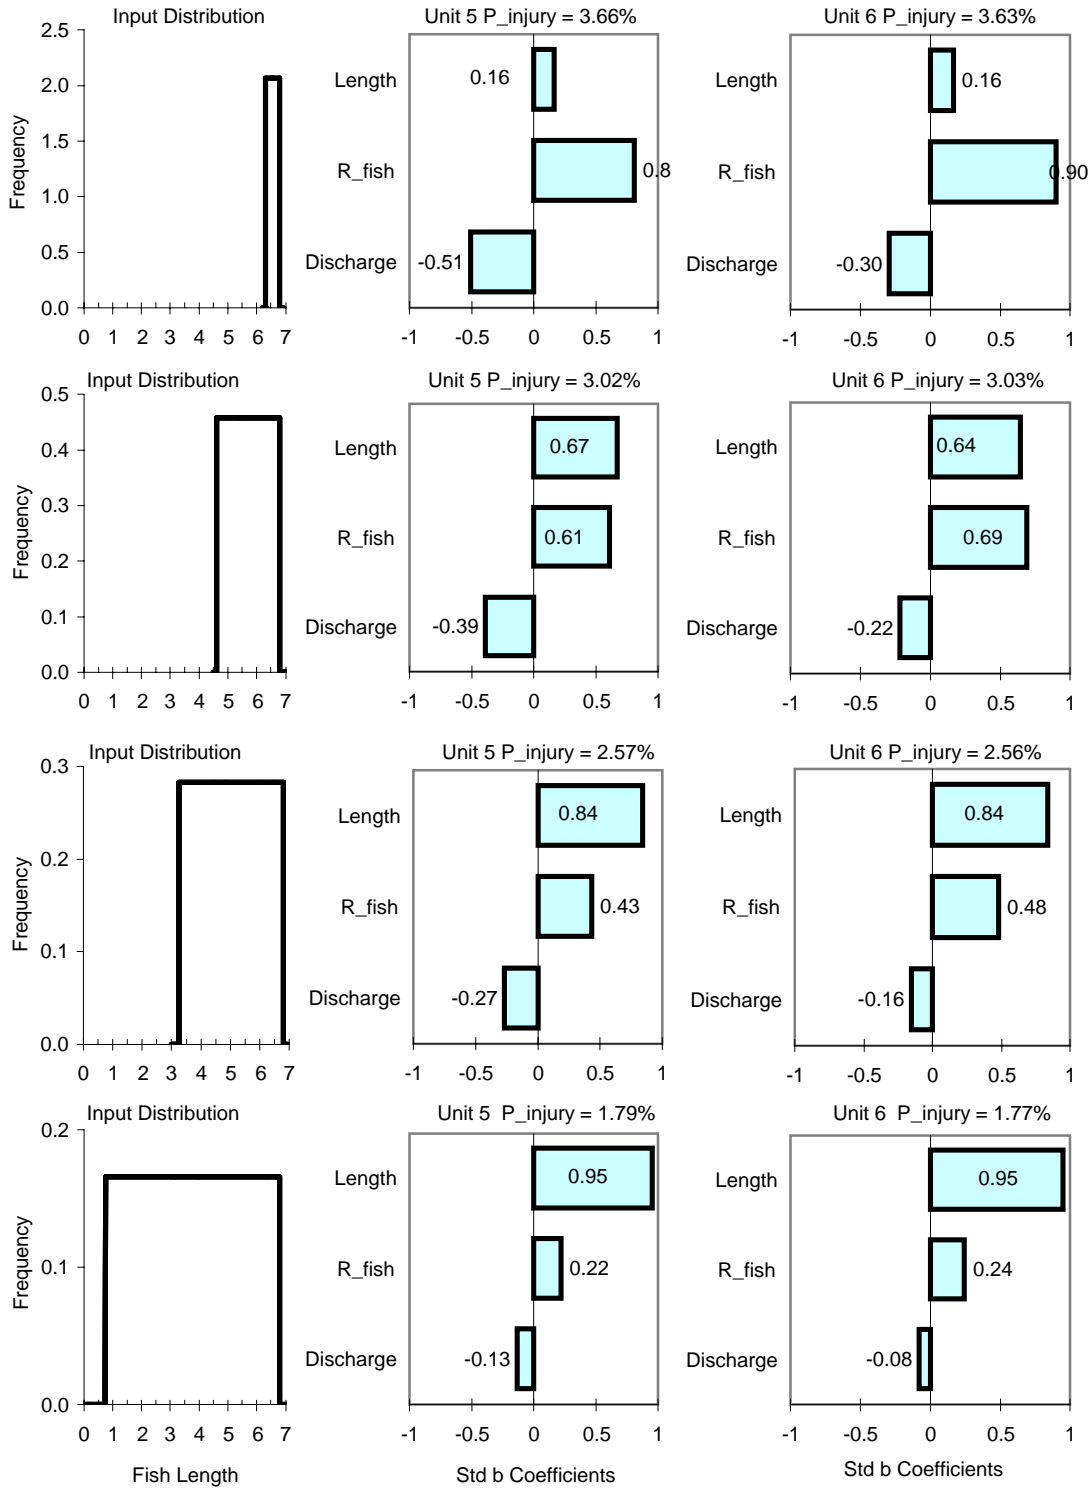 Input Distribution
Unit 5 P_injury = 3.66%
Unit 6 P_injury = 3.63%
Frequency
2.5
2.0
1.5
1.0
0.5
0.0
0 1 2 3 4 5 6 7
Length
0.16
R_fish
0.8
Discharge
-0.51
-1 -0.5 0 0.5 1
Length
0.16
R_fish
0.90
Discharge
-0.30
-1 -0.5 0 0.5 1
Input Distribution
Unit 5 P_injury = 3.02%
Unit 6 P_injury = 3.03%
Frequency
0.5
0.4
0.3
0.2
0.1
0.0
0 1 2 3 4 5 6 7
Length
0.67
R_fish
0.61
Discharge
-0.39
-1 -0.5 0 0.5 1
Length
0.64
R_fish
0.69
Discharge
-0.22
-1 -0.5 0 0.5 1
Input Distribution
Unit 5 P_injury = 2.57%
Unit 6 P_injury = 2.56%
Frequency
0.3
0.2
0.1
0.0
0 1 2 3 4 5 6 7
Length
0.84
R_fish
0.43
Discharge
-0.27
-1 -0.5 0 0.5 1
Length
0.84
R_fish
0.48
Discharge
-0.16
-1 -0.5 0 0.5 1
Input Distribution
Unit 5 P_injury = 1.79%
Unit 6 P_injury = 1.77%
Frequency
0.2
0.1
0.0
0 1 2 3 4 5 6 7
Fish Length
Length
0.95
R_fish
0.22
Discharge
-0.13
-1 -0.5 0 0.5 1
Std b Coefficients
Length
0.95
R_fish
0.24
Discharge
-0.08
-1 -0.5 0 0.5 1
Std b Coefficients